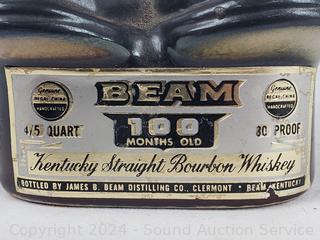 Genuine
REGAL CHINA
HANDCRAFTED
BEAM
Genuine
REGAL CHINA
HANDCRAFTED
4/5 QUART
100
80 PROOF
MONTHS OLD
Kentucky Straight Bourbon Whiskey
BOTTLED BY JAMES B. BEAM DISTILLING CO., CLERMONT * BEAM, KENTUCKY
Copyright 2024 - Sound Auction Service